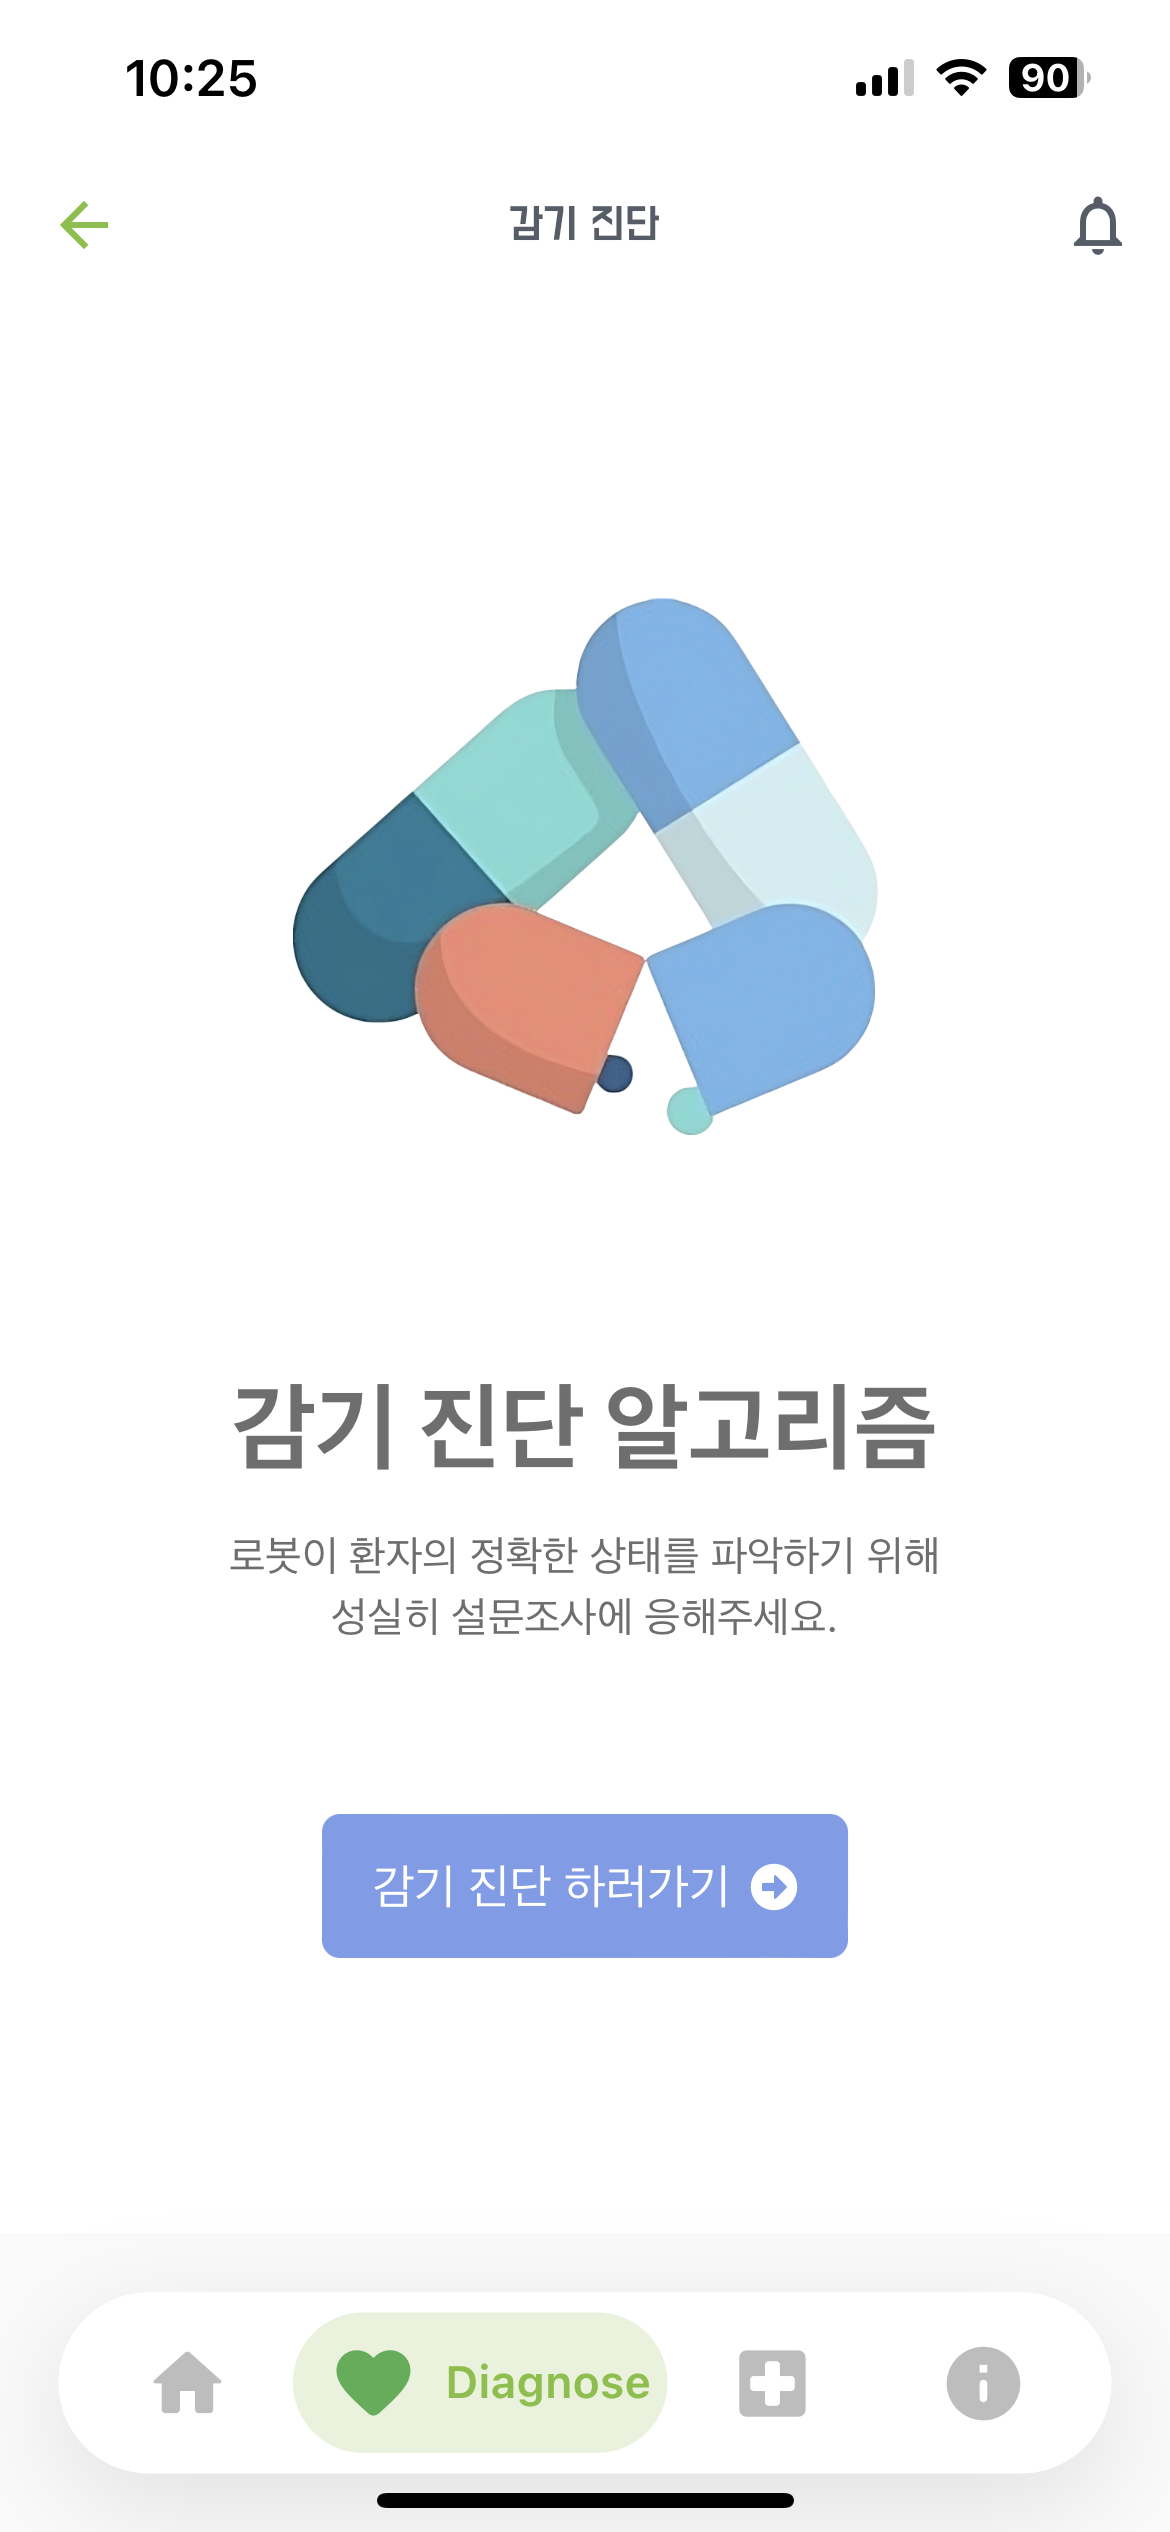 10:25
90
감기 진단
감기 진단 알고리즘
로봇이 환자의 정확한 상태를 파악하기 위해
성실히 설문조사에 응해주세요.
감기 진단 하러가기
Diagnose